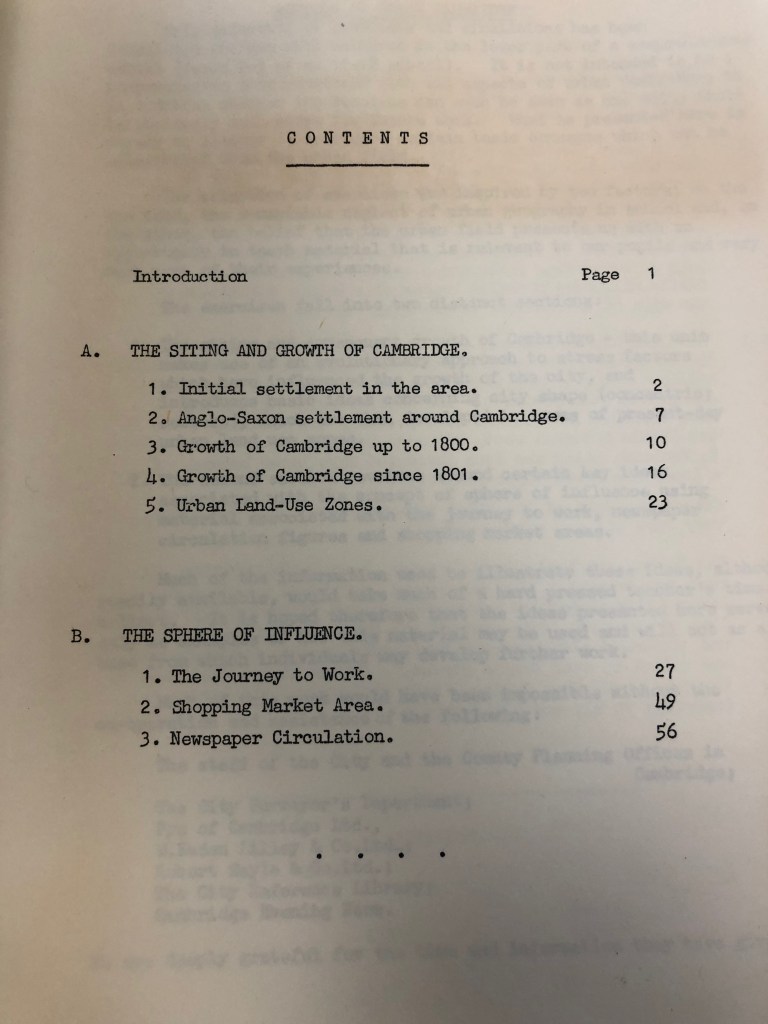 CONTENTS
Introduction Page 1
A. THE SITING AND GROWTH OF CAMBRIDGE.
1. Initial settlement in the area. 2
2. Anglo-Saxon settlement around Cambridge. 7
3. Growth of Cambridge up to 1800. 10
4. Growth of Cambridge since 1801. 16
5. Urban Land-Use Zones. 23
B. THE SPHERE OF INFLUENCE.
1. The Journey to Work. 27
2. Shopping Market Area. 49
3. Newspaper Circulation. 56
. . . .